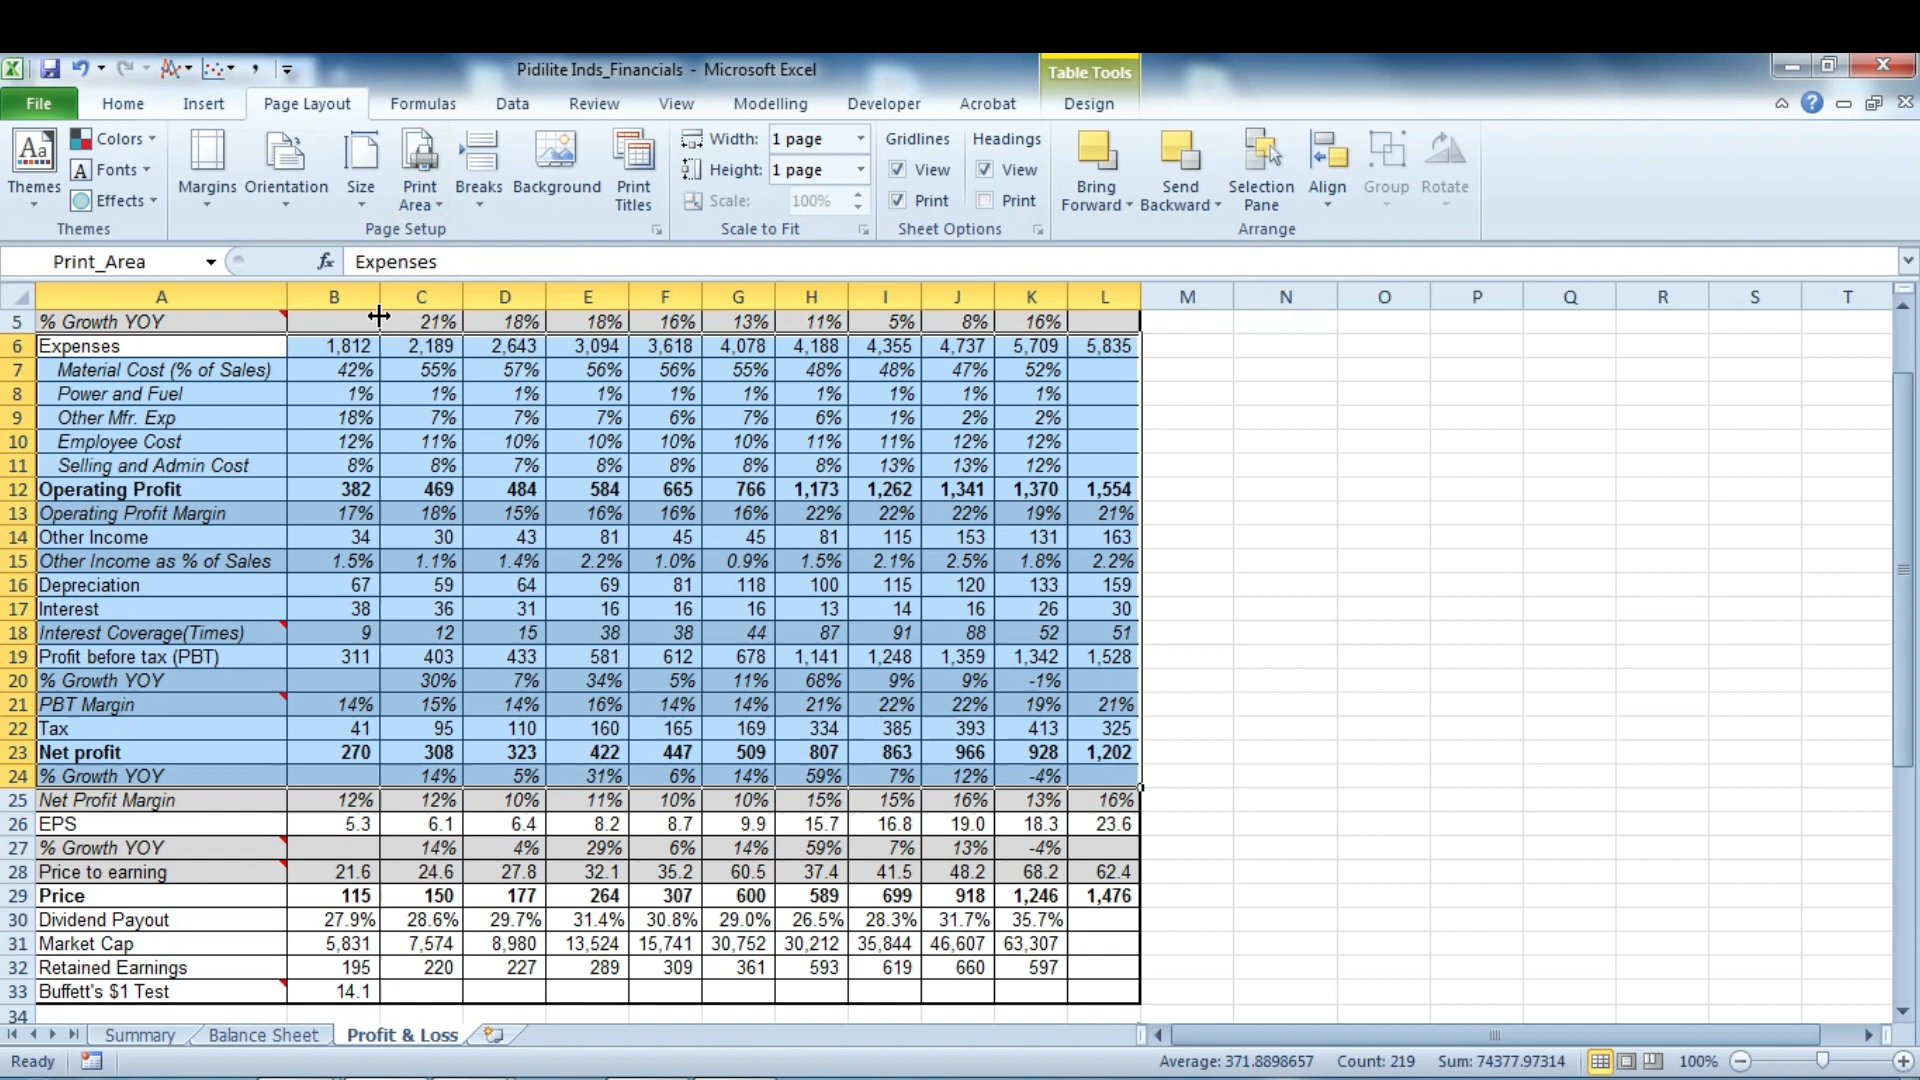 Pidilite Inds_Financials - Microsoft Excel
Table Tools
File Home Insert Page Layout Formulas Data Review View Modelling Developer Acrobat Design
Themes Colors Fonts Effects
Margins Orientation Size Print Area Breaks Background Print Titles
Width: 1 page
Height: 1 page
Scale: 100%
Gridlines View Print
Headings View Print
Bring Forward Send Backward Selection Pane Align Group Rotate
Themes Page Setup Scale to Fit Sheet Options Arrange
Print_Area fx Expenses
A B C D E F G H I J K L M N O P Q R S T
5 % Growth YOY 21% 18% 18% 16% 13% 11% 5% 8% 16%
6 Expenses 1,812 2,189 2,643 3,094 3,618 4,078 4,188 4,355 4,737 5,709 5,835
7 Material Cost (% of Sales) 42% 55% 57% 56% 56% 55% 48% 48% 47% 52%
8 Power and Fuel 1% 1% 1% 1% 1% 1% 1% 1% 1% 1%
9 Other Mfr. Exp 18% 7% 7% 7% 6% 7% 6% 1% 2% 2%
10 Employee Cost 12% 11% 10% 10% 10% 10% 11% 11% 12% 12%
11 Selling and Admin Cost 8% 8% 7% 8% 8% 8% 8% 13% 13% 12%
12 Operating Profit 382 469 484 584 665 766 1,173 1,262 1,341 1,370 1,554
13 Operating Profit Margin 17% 18% 15% 16% 16% 16% 22% 22% 22% 19% 21%
14 Other Income 34 30 43 81 45 45 81 115 153 131 163
15 Other Income as % of Sales 1.5% 1.1% 1.4% 2.2% 1.0% 0.9% 1.5% 2.1% 2.5% 1.8% 2.2%
16 Depreciation 67 59 64 69 81 118 100 115 120 133 159
17 Interest 38 36 31 16 16 16 13 14 16 26 30
18 Interest Coverage(Times) 9 12 15 38 38 44 87 91 88 52 51
19 Profit before tax (PBT) 311 403 433 581 612 678 1,141 1,248 1,359 1,342 1,528
20 % Growth YOY 30% 7% 34% 5% 11% 68% 9% 9% -1%
21 PBT Margin 14% 15% 14% 16% 14% 14% 21% 22% 22% 19% 21%
22 Tax 41 95 110 160 165 169 334 385 393 413 325
23 Net profit 270 308 323 422 447 509 807 863 966 928 1,202
24 % Growth YOY 14% 5% 31% 6% 14% 59% 7% 12% -4%
25 Net Profit Margin 12% 12% 10% 11% 10% 10% 15% 15% 16% 13% 16%
26 EPS 5.3 6.1 6.4 8.2 8.7 9.9 15.7 16.8 19.0 18.3 23.6
27 % Growth YOY 14% 4% 29% 6% 14% 59% 7% 13% -4%
28 Price to earning 21.6 24.6 27.8 32.1 35.2 60.5 37.4 41.5 48.2 68.2 62.4
29 Price 115 150 177 264 307 600 589 699 918 1,246 1,476
30 Dividend Payout 27.9% 28.6% 29.7% 31.4% 30.8% 29.0% 26.5% 28.3% 31.7% 35.7%
31 Market Cap 5,831 7,574 8,980 13,524 15,741 30,752 30,212 35,844 46,607 63,307
32 Retained Earnings 195 220 227 289 309 361 593 619 660 597
33 Buffett's $1 Test 14.1
34
Summary Balance Sheet Profit & Loss
Ready Average: 371.8898657 Count: 219 Sum: 74377.97314 100%